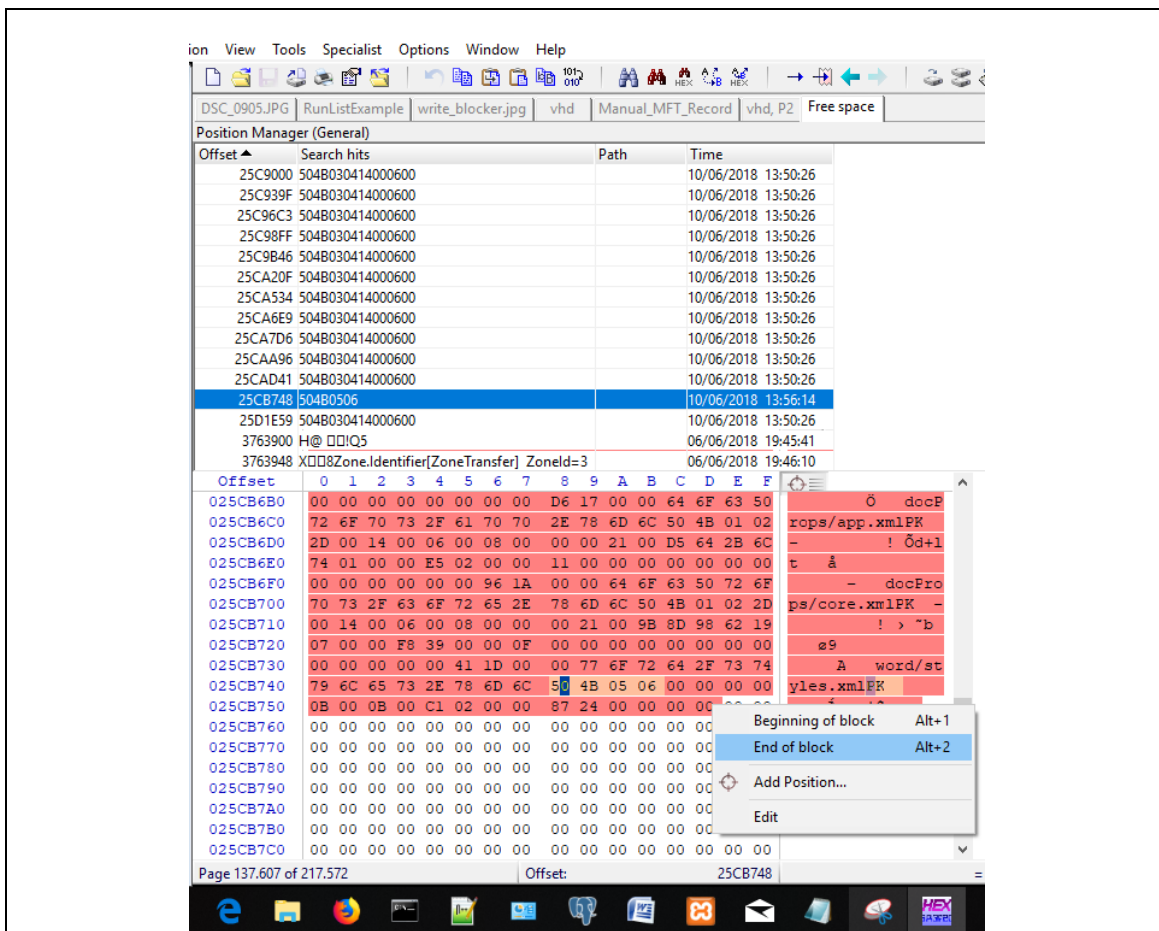 ion View Tools Specialist Options Window Help
DSC_0905.JPG RunListExample write_blocker.jpg vhd Manual_MFT_Record vhd, P2 Free space
Position Manager (General)
Offset Search hits Path Time
25C9000 504B030414000600 10/06/2018 13:50:26
25C939F 504B030414000600 10/06/2018 13:50:26
25C96C3 504B030414000600 10/06/2018 13:50:26
25C98FF 504B030414000600 10/06/2018 13:50:26
25C9B46 504B030414000600 10/06/2018 13:50:26
25CA20F 504B030414000600 10/06/2018 13:50:26
25CA534 504B030414000600 10/06/2018 13:50:26
25CA6E9 504B030414000600 10/06/2018 13:50:26
25CA7D6 504B030414000600 10/06/2018 13:50:26
25CAA96 504B030414000600 10/06/2018 13:50:26
25CAD41 504B030414000600 10/06/2018 13:50:26
25CB748 504B0506 10/06/2018 13:56:14
25D1E59 504B030414000600 10/06/2018 13:50:26
3763900 H@ □□!Q5 06/06/2018 19:45:41
3763948 X□□8Zone.Identifier[ZoneTransfer] ZoneId=3 06/06/2018 19:46:10
Offset 0 1 2 3 4 5 6 7 8 9 A B C D E F
025CB6B0 00 00 00 00 00 00 00 00 D6 17 00 00 64 6F 63 50 Ö docP
025CB6C0 72 6F 70 73 2F 61 70 70 2E 78 6D 6C 50 4B 01 02 rops/app.xmlPK
025CB6D0 2D 00 14 00 06 00 08 00 00 00 21 00 D5 64 2B 6C - ! Õd+l
025CB6E0 74 01 00 00 E5 02 00 00 11 00 00 00 00 00 00 00 t å
025CB6F0 00 00 00 00 00 00 96 1A 00 00 64 6F 63 50 72 6F – docPro
025CB700 70 73 2F 63 6F 72 65 2E 78 6D 6C 50 4B 01 02 2D ps/core.xmlPK -
025CB710 00 14 00 06 00 08 00 00 00 21 00 9B 8D 98 62 19 ! › ˜b
025CB720 07 00 00 F8 39 00 00 0F 00 00 00 00 00 00 00 00 ø9
025CB730 00 00 00 00 00 41 1D 00 00 77 6F 72 64 2F 73 74 A word/st
025CB740 79 6C 65 73 2E 78 6D 6C 50 4B 05 06 00 00 00 00 yles.xmlPK
025CB750 0B 00 0B 00 C1 02 00 00 87 24 00 00 00 00
025CB760 00 00 00 00 00 00 00 00 00 00 00 00 00
Beginning of block Alt+1
025CB770 00 00 00 00 00 00 00 00 00 00 00 00 00
End of block Alt+2
025CB780 00 00 00 00 00 00 00 00 00 00 00 00 00
025CB790 00 00 00 00 00 00 00 00 00 00 00 00 00
Add Position...
025CB7A0 00 00 00 00 00 00 00 00 00 00 00 00 00
025CB7B0 00 00 00 00 00 00 00 00 00 00 00 00 00
Edit
025CB7C0 00 00 00 00 00 00 00 00 00 00 00 00 00 00 00 00
Page 137.607 of 217.572 Offset: 25CB748 =
HEX